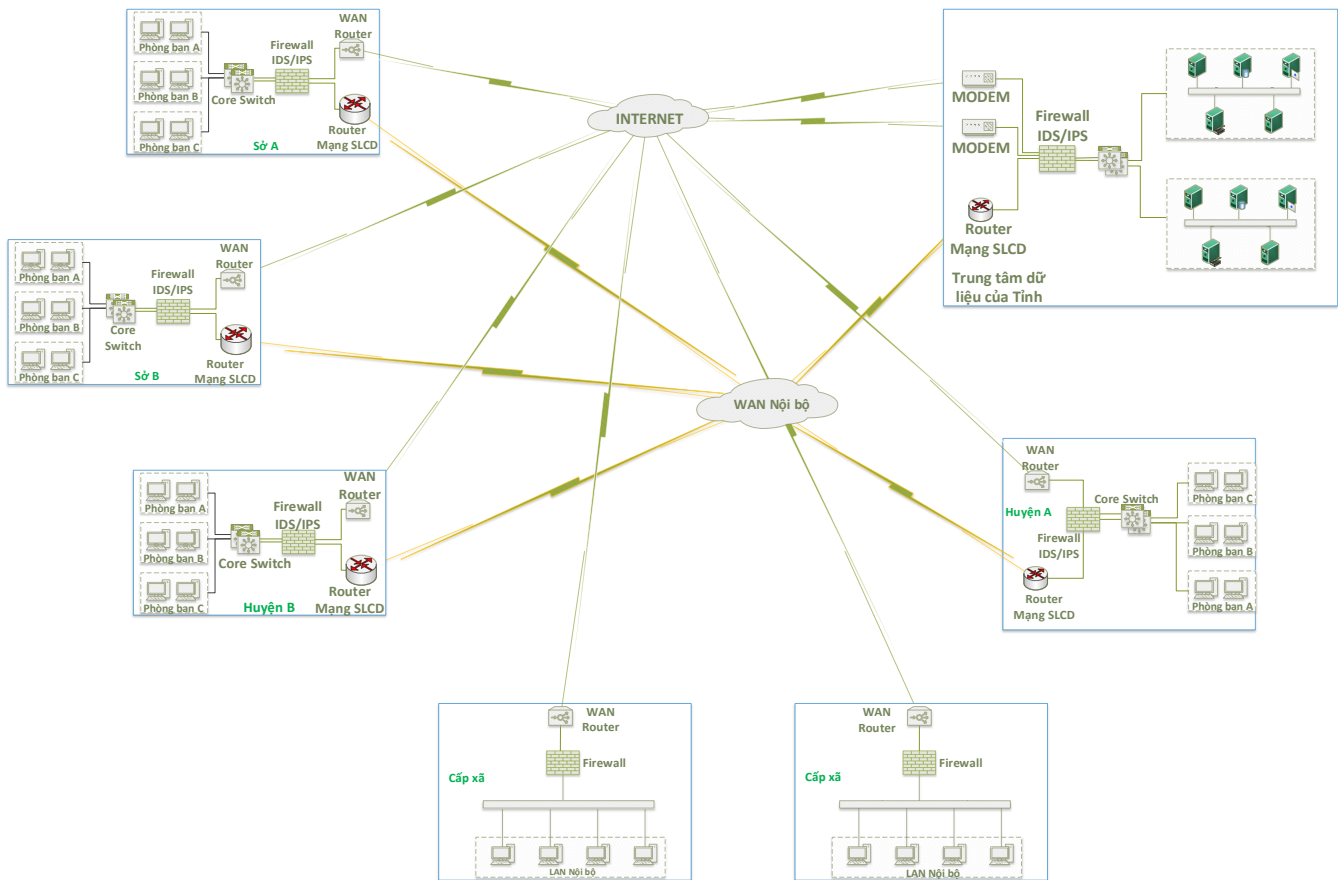 WAN
Router
Phòng ban A
Firewall
IDS/IPS
Phòng ban B
Core Switch
Phòng ban C
Router
Mạng SLCD
Sở A
INTERNET
MODEM
MODEM
Firewall
IDS/IPS
Router
Mạng SLCD
Trung tâm dữ
liệu của Tỉnh
WAN
Router
Phòng ban A
Firewall
IDS/IPS
Phòng ban B
Core
Switch
Phòng ban C
Router
Mạng SLCD
Sở B
WAN Nội bộ
WAN
Router
Phòng ban A
Firewall
IDS/IPS
Phòng ban B
Core Switch
Phòng ban C
Router
Mạng SLCD
Huyện B
WAN
Router
Huyện A
Core Switch
Firewall
IDS/IPS
Router
Mạng SLCD
Phòng ban C
Phòng ban B
Phòng ban A
WAN
Router
Firewall
Cấp xã
LAN Nội bộ
WAN
Router
Firewall
Cấp xã
LAN Nội bộ